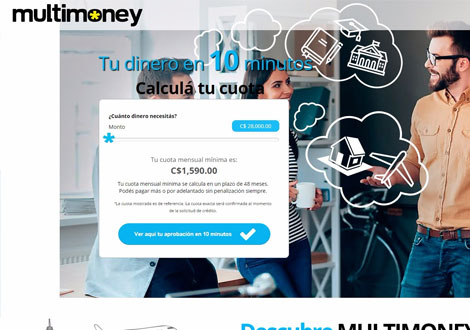 multimoney
Tu dinero en 10 minutos
Calculá tu cuota
¿Cuánto dinero necesitás?
Monto
C$ 28,000.00
Tu cuota mensual mínima es:
C$1,590.00
Tu cuota mensual mínima se calcula en un plazo de 48 meses.
Podés pagar más o por adelantado sin penalización siempre.
*La cuota mostrada es de referencia. La cuota exacta será confirmada al momento
de la solicitud de crédito.
Ver aquí tu aprobación en 10 minutos
Descubre MULTIMONEY